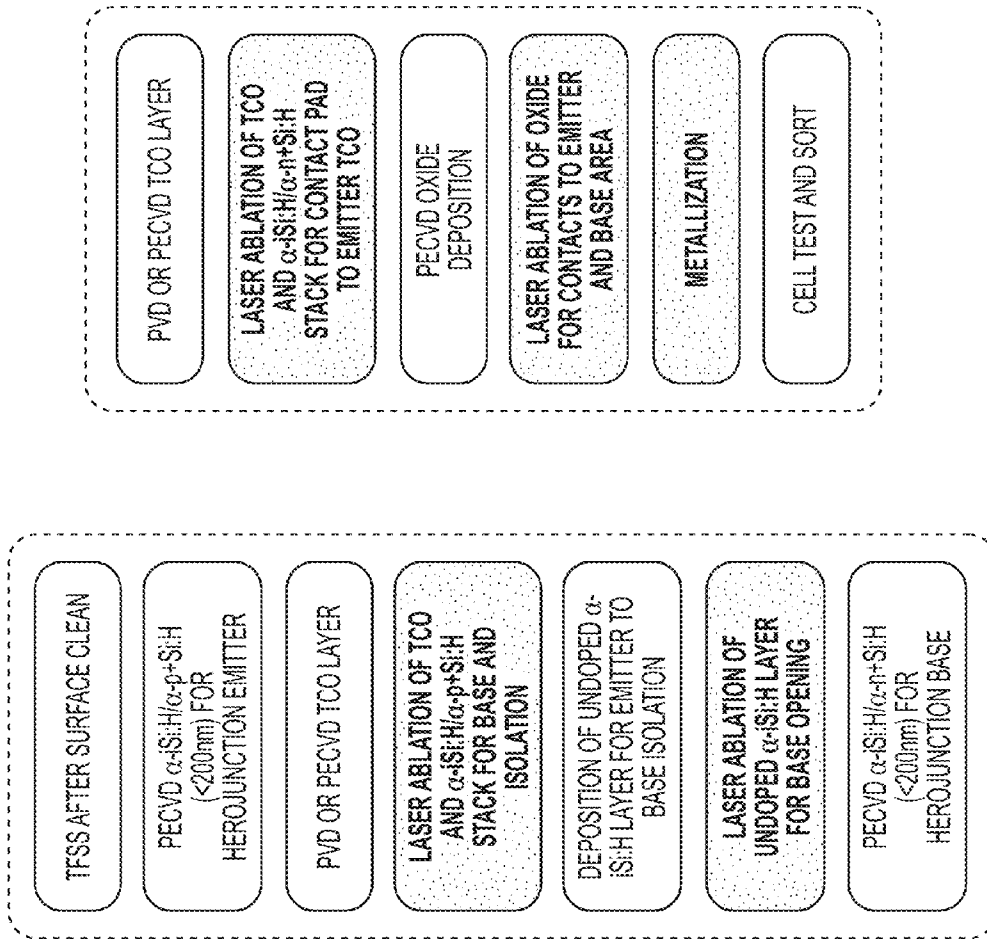 TFSS AFTER SURFACE CLEAN
PECVD α-iSi:H/α-p+Si:H
(<200nm) FOR
HEROJUNCTION EMITTER
PVD OR PECVD TCO LAYER
LASER ABLATION OF TCO
AND α-iSi:H/α-p+Si:H
STACK FOR BASE AND
ISOLATION
DEPOSITION OF UNDOPED α-
iSi:H LAYER FOR EMITTER TO
BASE ISOLATION
LASER ABLATION OF
UNDOPED α-iSi:H LAYER
FOR BASE OPENING
PECVD α-iSi:H/α-n+Si:H
(<200nm) FOR
HEROJUNCTION BASE
PVD OR PECVD TCO LAYER
LASER ABLATION OF TCO
AND α-iSi:H/α-n+Si:H
STACK FOR CONTACT PAD
TO EMITTER TCO
PECVD OXIDE
DEPOSITION
LASER ABLATION OF OXIDE
FOR CONTACTS TO EMITTER
AND BASE AREA
METALLIZATION
CELL TEST AND SORT